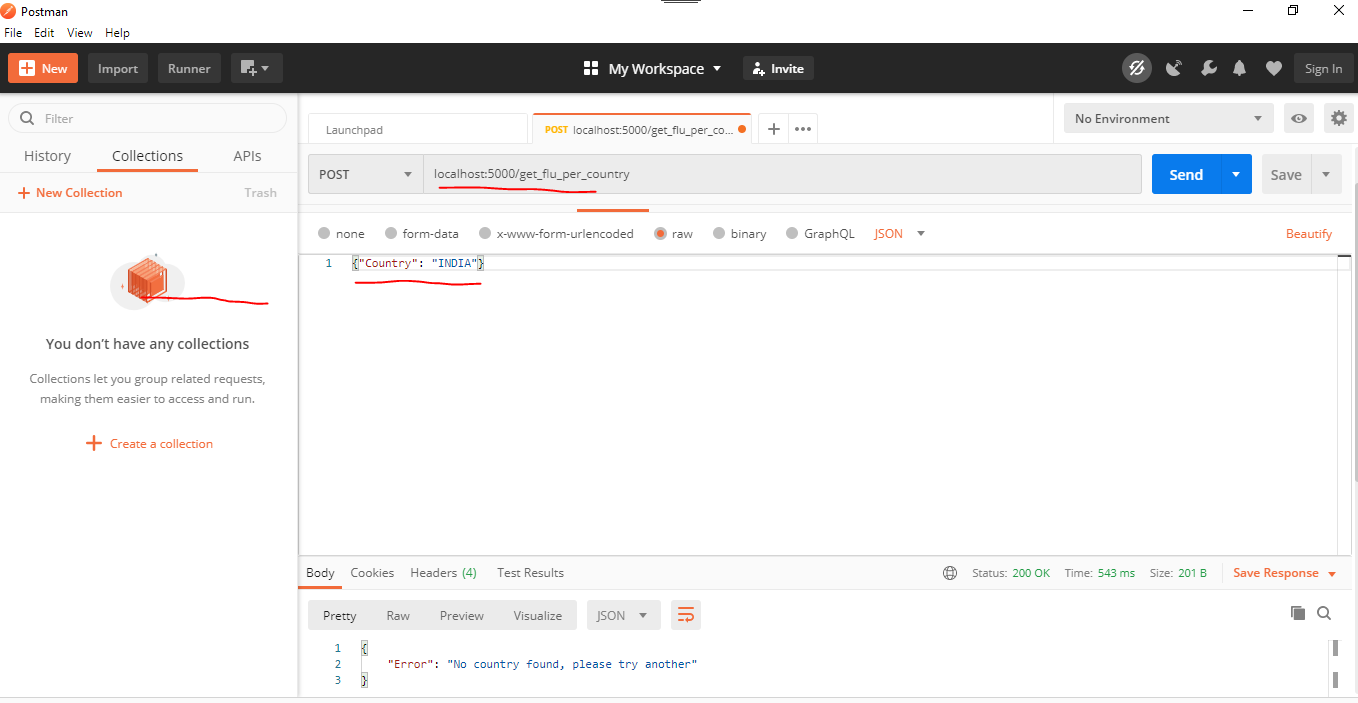 Postman
File Edit View Help
New Import Runner My Workspace Invite Sign In
Filter
History Collections APIs
+ New Collection Trash
You don't have any collections
Collections let you group related requests,
making them easier to access and run.
+ Create a collection
Launchpad POST localhost:5000/get_flu_per_co... + ••• No Environment
POST localhost:5000/get_flu_per_country Send Save
none form-data x-www-form-urlencoded raw binary GraphQL JSON Beautify
1 {"Country": "INDIA"}
Body Cookies Headers (4) Test Results Status: 200 OK Time: 543 ms Size: 201 B Save Response
Pretty Raw Preview Visualize JSON
1 {
2 "Error": "No country found, please try another"
3 }